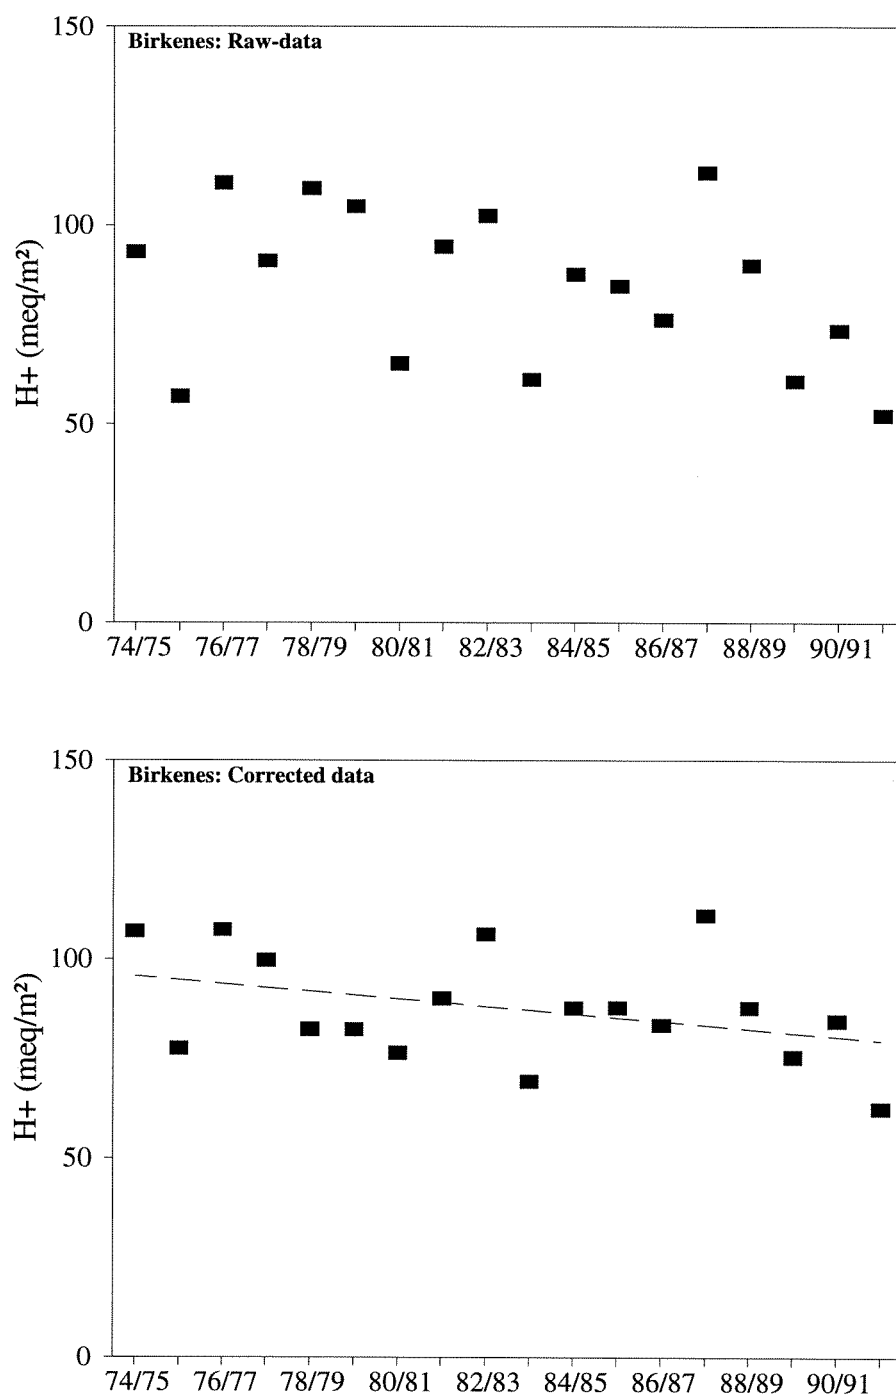 150
Birkenes: Raw-data
100
H+ (meq/m²)
50
0
74/75 76/77 78/79 80/81 82/83 84/85 86/87 88/89 90/91
150
Birkenes: Corrected data
100
H+ (meq/m²)
50
0
74/75 76/77 78/79 80/81 82/83 84/85 86/87 88/89 90/91